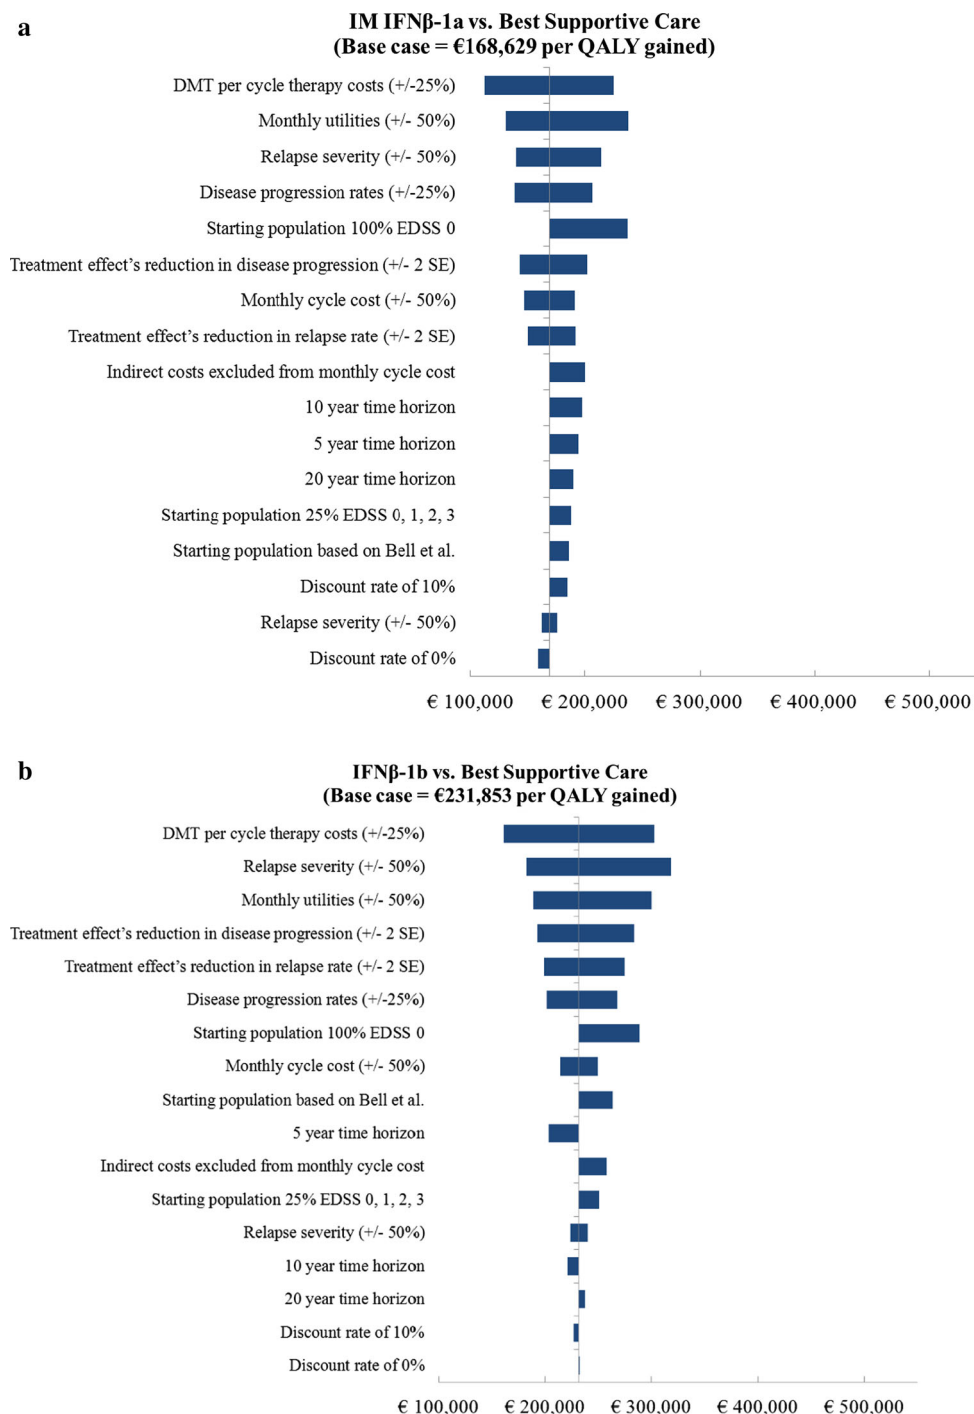 a
IM IFNβ-1a vs. Best Supportive Care
(Base case = €168,629 per QALY gained)
DMT per cycle therapy costs (+/-25%)
Monthly utilities (+/- 50%)
Relapse severity (+/- 50%)
Disease progression rates (+/-25%)
Starting population 100% EDSS 0
Treatment effect's reduction in disease progression (+/- 2 SE)
Monthly cycle cost (+/- 50%)
Treatment effect's reduction in relapse rate (+/- 2 SE)
Indirect costs excluded from monthly cycle cost
10 year time horizon
5 year time horizon
20 year time horizon
Starting population 25% EDSS 0, 1, 2, 3
Starting population based on Bell et al.
Discount rate of 10%
Relapse severity (+/- 50%)
Discount rate of 0%
€ 100,000 € 200,000 € 300,000 € 400,000 € 500,000
b
IFNβ-1b vs. Best Supportive Care
(Base case = €231,853 per QALY gained)
DMT per cycle therapy costs (+/-25%)
Relapse severity (+/- 50%)
Monthly utilities (+/- 50%)
Treatment effect's reduction in disease progression (+/- 2 SE)
Treatment effect's reduction in relapse rate (+/- 2 SE)
Disease progression rates (+/-25%)
Starting population 100% EDSS 0
Monthly cycle cost (+/- 50%)
Starting population based on Bell et al.
5 year time horizon
Indirect costs excluded from monthly cycle cost
Starting population 25% EDSS 0, 1, 2, 3
Relapse severity (+/- 50%)
10 year time horizon
20 year time horizon
Discount rate of 10%
Discount rate of 0%
€ 100,000 € 200,000 € 300,000 € 400,000 € 500,000